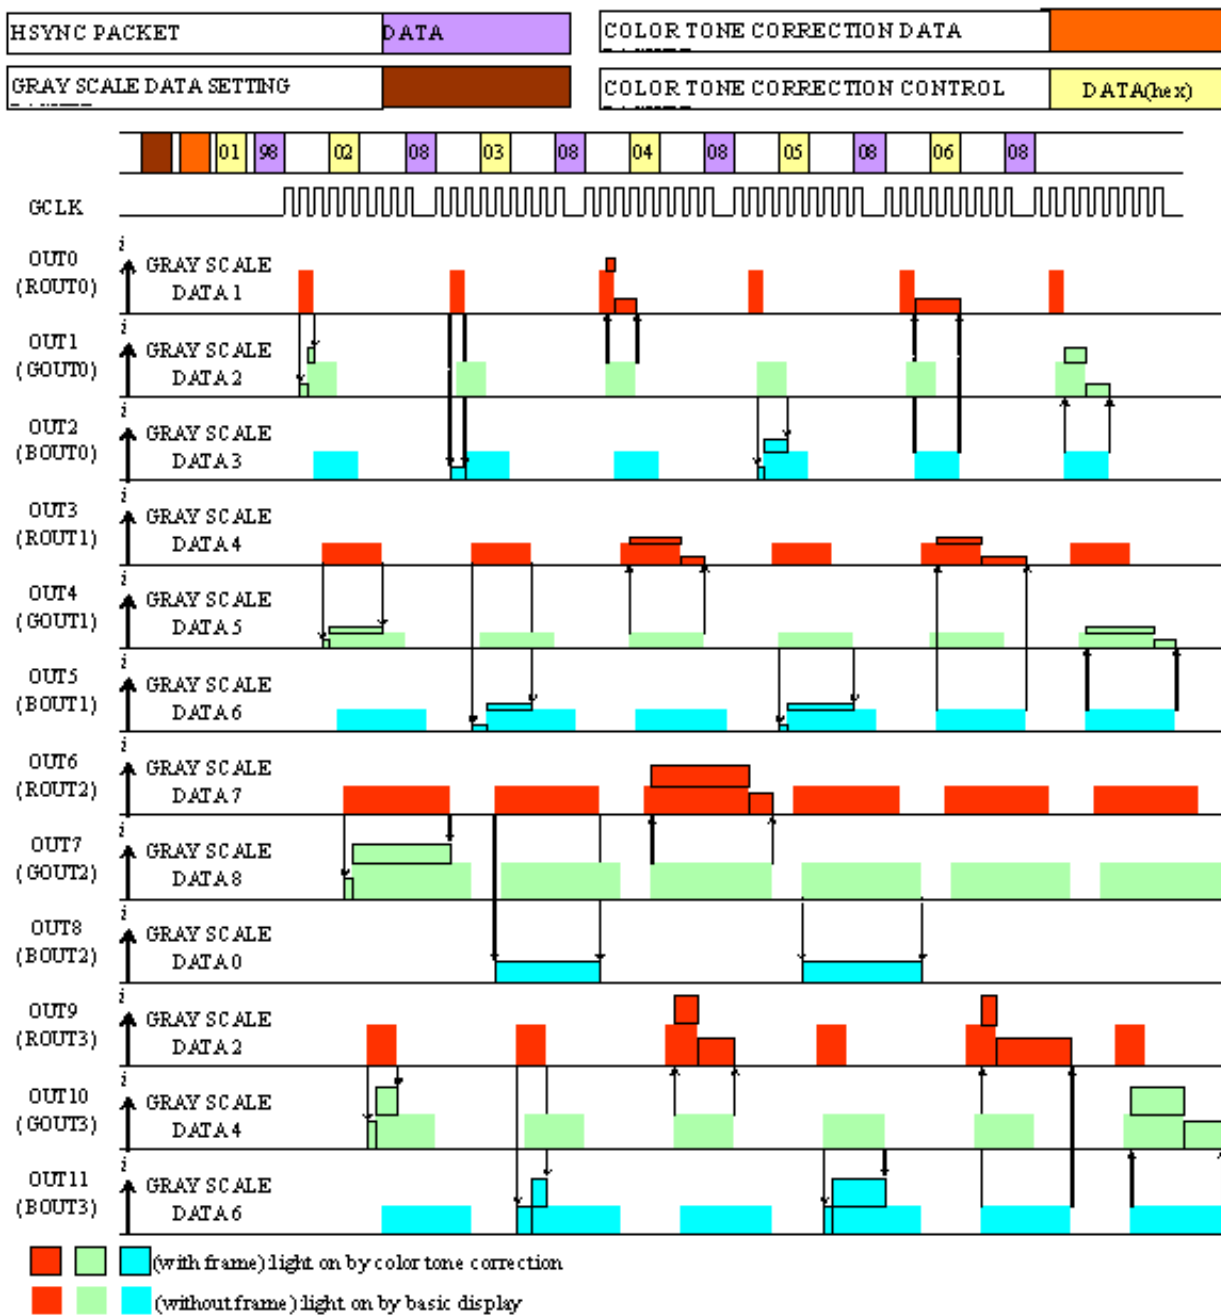 HSYNC PACKET DATA
COLOR TONE CORRECTION DATA
GRAY SCALE DATA SETTING
COLOR TONE CORRECTION CONTROL DATA(hex)
01 98 02 08 03 08 04 08 05 08 06 08
GCLK
i
OUT0
(ROUT0)
GRAY SCALE
DATA 1
i
OUT1
(GOUT0)
GRAY SCALE
DATA 2
i
OUT2
(BOUT0)
GRAY SCALE
DATA 3
i
OUT3
(ROUT1)
GRAY SCALE
DATA 4
i
OUT4
(GOUT1)
GRAY SCALE
DATA 5
i
OUT5
(BOUT1)
GRAY SCALE
DATA 6
i
OUT6
(ROUT2)
GRAY SCALE
DATA 7
i
OUT7
(GOUT2)
GRAY SCALE
DATA 8
i
OUT8
(BOUT2)
GRAY SCALE
DATA 0
i
OUT9
(ROUT3)
GRAY SCALE
DATA 2
i
OUT10
(GOUT3)
GRAY SCALE
DATA 4
i
OUT11
(BOUT3)
GRAY SCALE
DATA 6
(with frame) light on by color tone correction
(without frame) light on by basic display